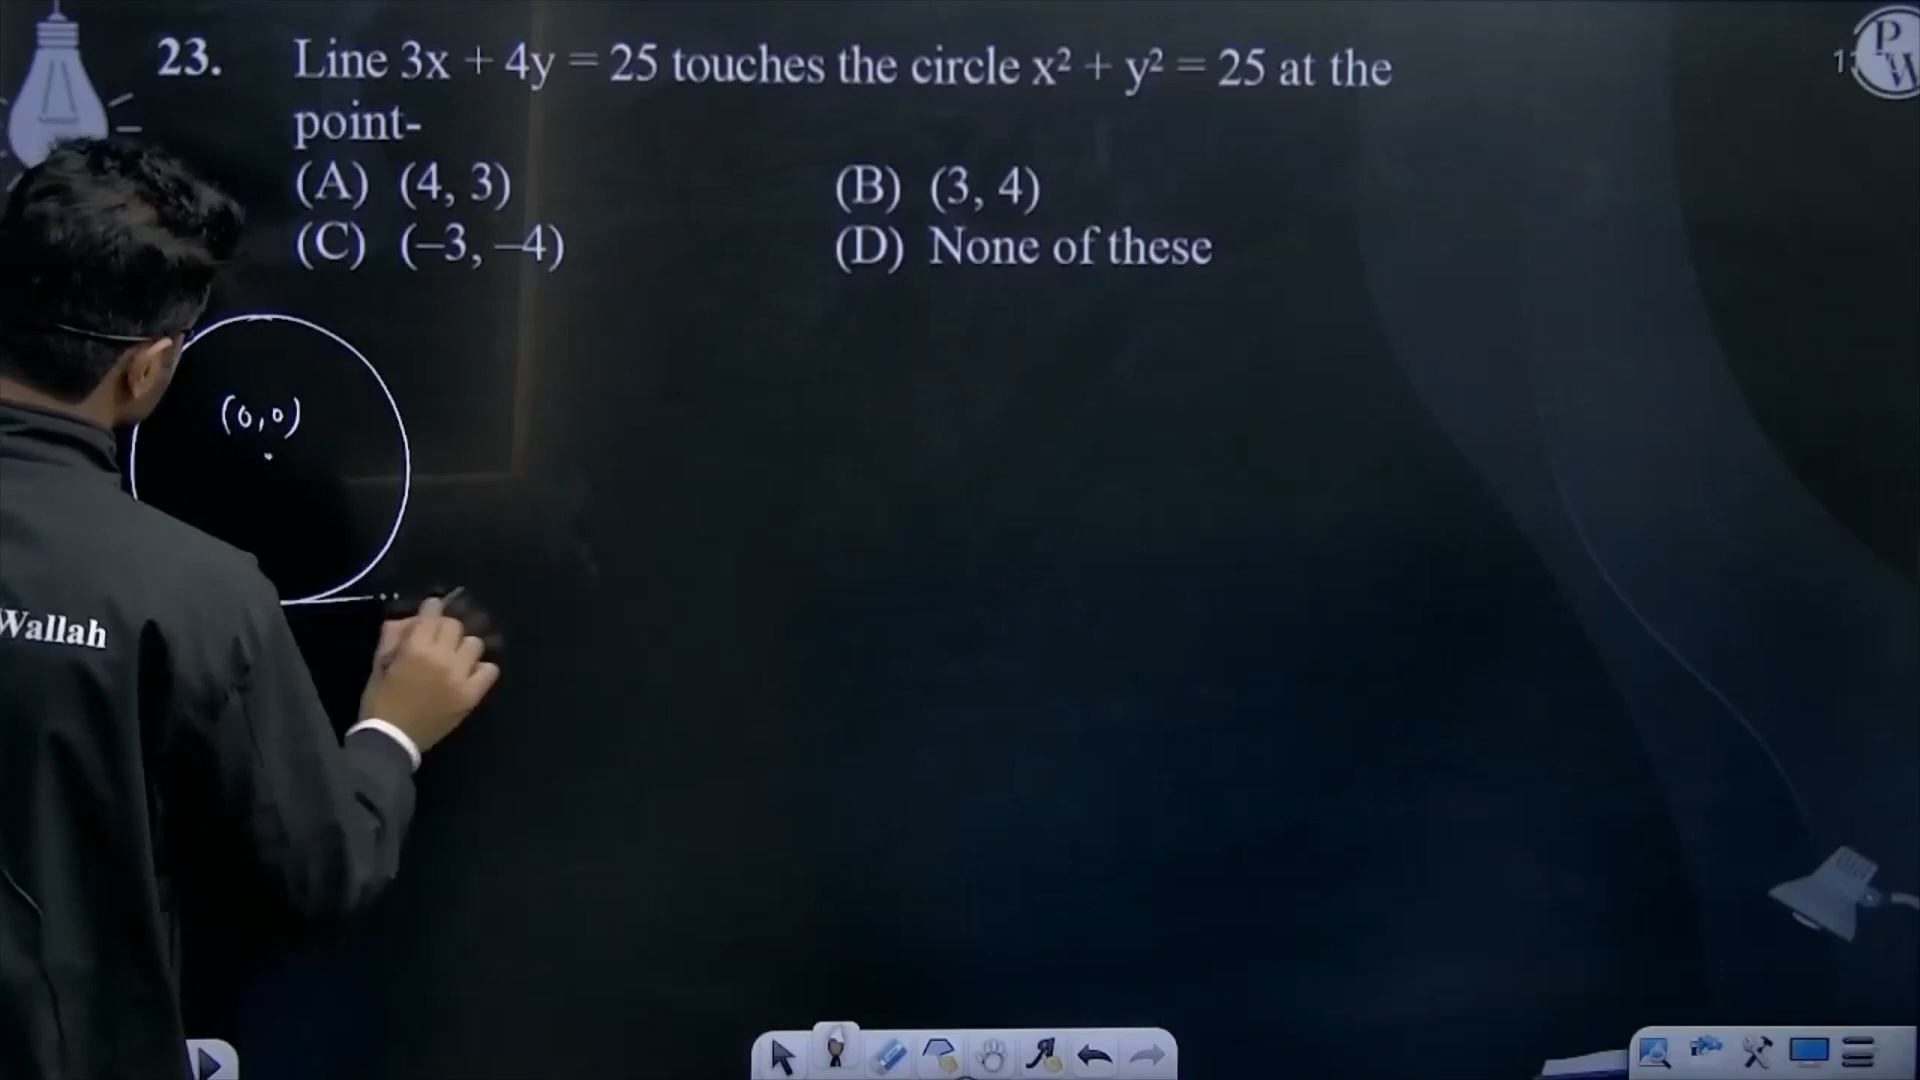 23. Line 3x + 4y = 25 touches the circle x² + y² = 25 at the
point-
(A) (4, 3) (B) (3, 4)
(C) (–3, –4) (D) None of these
(0,0)
Wallah
PW